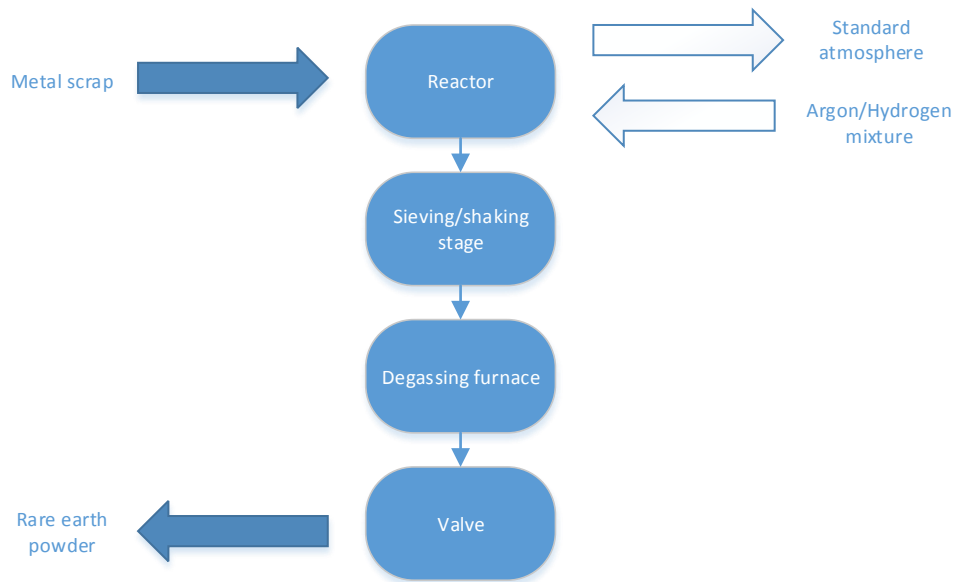 Metal scrap
Reactor
Standard
atmosphere
Argon/Hydrogen
mixture
Sieving/shaking
stage
Degassing furnace
Rare earth
powder
Valve